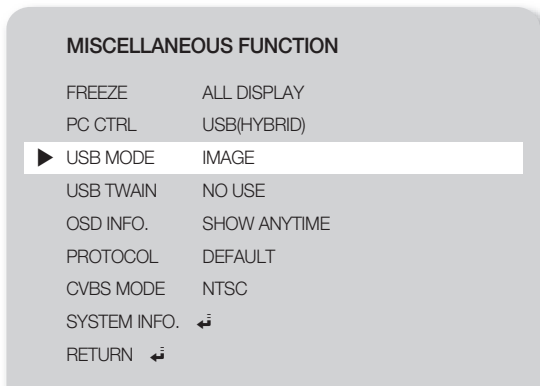 MISCELLANEOUS FUNCTION
FREEZE ALL DISPLAY
PC CTRL USB(HYBRID)
USB MODE IMAGE
USB TWAIN NO USE
OSD INFO. SHOW ANYTIME
PROTOCOL DEFAULT
CVBS MODE NTSC
SYSTEM INFO.
RETURN